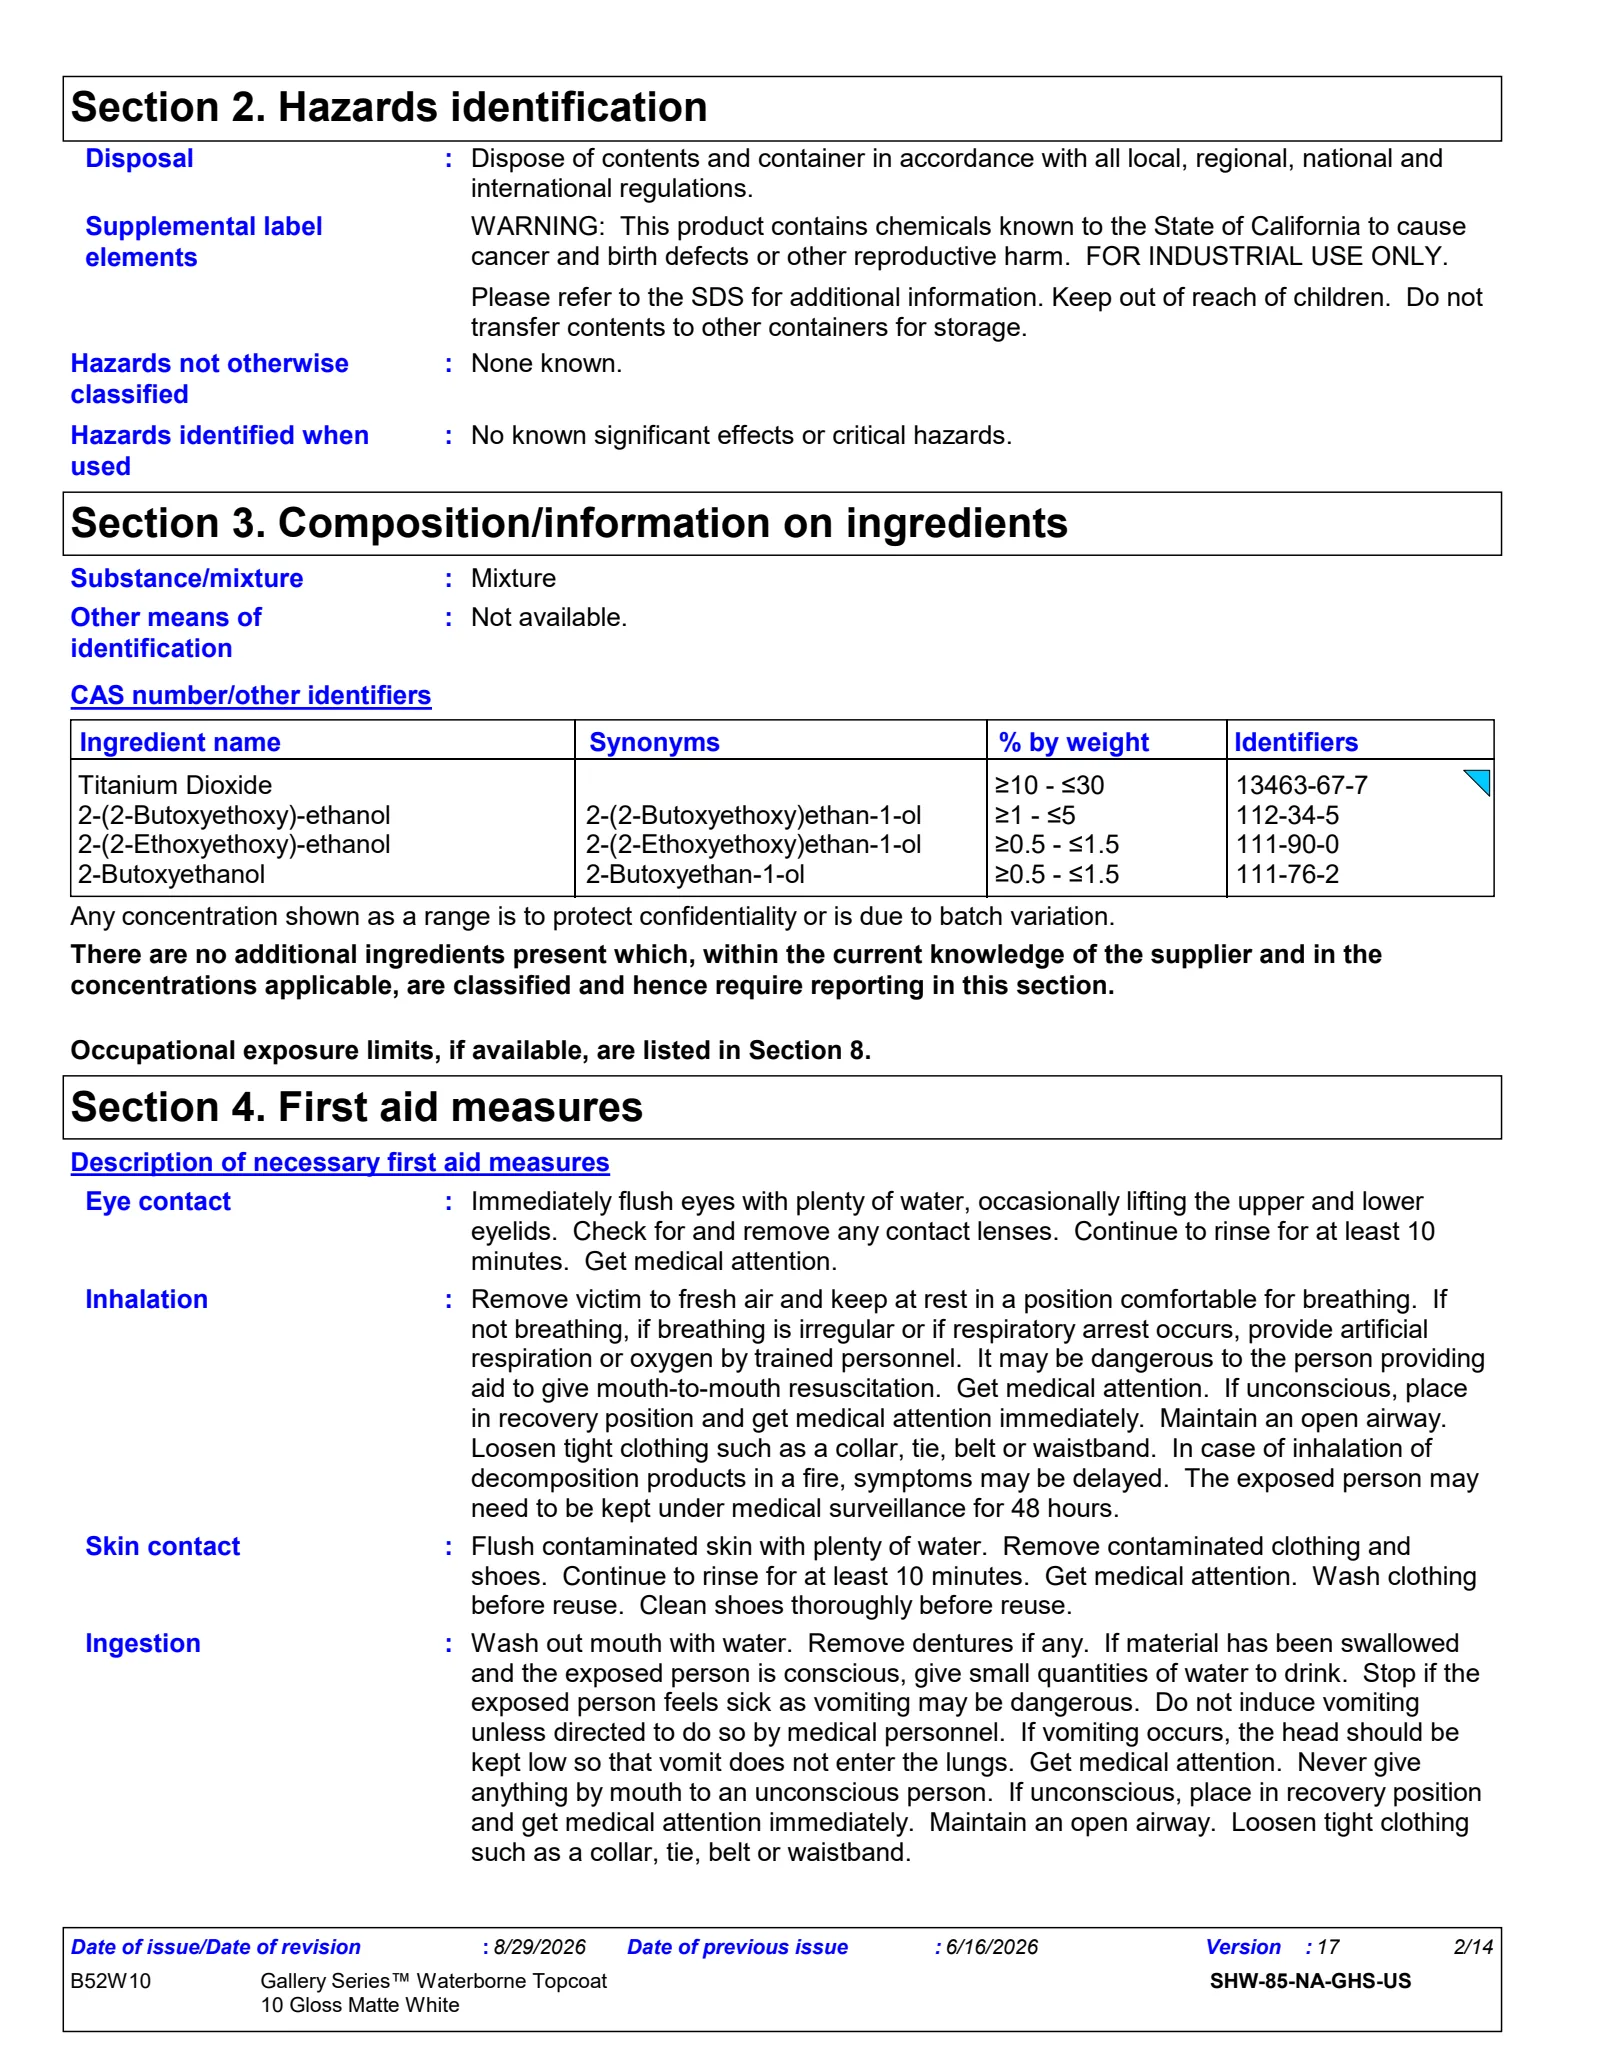 Section 2. Hazards identification
Disposal : Dispose of contents and container in accordance with all local, regional, national and
international regulations.
Supplemental label WARNING:  This product contains chemicals known to the State of California to cause
elements cancer and birth defects or other reproductive harm.  FOR INDUSTRIAL USE ONLY.
Please refer to the SDS for additional information. Keep out of reach of children.  Do not
transfer contents to other containers for storage.
Hazards not otherwise : None known.
classified
Hazards identified when : No known significant effects or critical hazards.
used
Section 3. Composition/information on ingredients
Substance/mixture : Mixture
Other means of : Not available.
identification
CAS number/other identifiers
Ingredient name Synonyms % by weight Identifiers
Titanium Dioxide ≥10 - ≤30 13463-67-7
2-(2-Butoxyethoxy)-ethanol 2-(2-Butoxyethoxy)ethan-1-ol ≥1 - ≤5 112-34-5
2-(2-Ethoxyethoxy)-ethanol 2-(2-Ethoxyethoxy)ethan-1-ol ≥0.5 - ≤1.5 111-90-0
2-Butoxyethanol 2-Butoxyethan-1-ol ≥0.5 - ≤1.5 111-76-2
Any concentration shown as a range is to protect confidentiality or is due to batch variation.
There are no additional ingredients present which, within the current knowledge of the supplier and in the
concentrations applicable, are classified and hence require reporting in this section.
Occupational exposure limits, if available, are listed in Section 8.
Section 4. First aid measures
Description of necessary first aid measures
Eye contact : Immediately flush eyes with plenty of water, occasionally lifting the upper and lower
eyelids.  Check for and remove any contact lenses.  Continue to rinse for at least 10
minutes.  Get medical attention.
Inhalation : Remove victim to fresh air and keep at rest in a position comfortable for breathing.  If
not breathing, if breathing is irregular or if respiratory arrest occurs, provide artificial
respiration or oxygen by trained personnel.  It may be dangerous to the person providing
aid to give mouth-to-mouth resuscitation.  Get medical attention.  If unconscious, place
in recovery position and get medical attention immediately.  Maintain an open airway.
Loosen tight clothing such as a collar, tie, belt or waistband.  In case of inhalation of
decomposition products in a fire, symptoms may be delayed.  The exposed person may
need to be kept under medical surveillance for 48 hours.
Skin contact : Flush contaminated skin with plenty of water.  Remove contaminated clothing and
shoes.  Continue to rinse for at least 10 minutes.  Get medical attention.  Wash clothing
before reuse.  Clean shoes thoroughly before reuse.
Ingestion : Wash out mouth with water.  Remove dentures if any.  If material has been swallowed
and the exposed person is conscious, give small quantities of water to drink.  Stop if the
exposed person feels sick as vomiting may be dangerous.  Do not induce vomiting
unless directed to do so by medical personnel.  If vomiting occurs, the head should be
kept low so that vomit does not enter the lungs.  Get medical attention.  Never give
anything by mouth to an unconscious person.  If unconscious, place in recovery position
and get medical attention immediately.  Maintain an open airway.  Loosen tight clothing
such as a collar, tie, belt or waistband.
Date of issue/Date of revision : 8/29/2026 Date of previous issue : 6/16/2026 Version : 17 2/14
B52W10 Gallery Series™ Waterborne Topcoat SHW-85-NA-GHS-US
10 Gloss Matte White